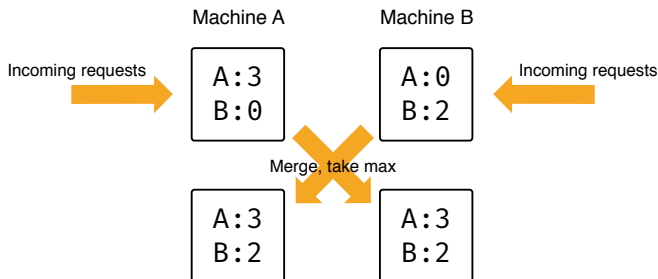 Machine A
Machine B
Incoming requests
A:3
B:0
A:0
B:2
Incoming requests
Merge, take max
A:3
B:2
A:3
B:2